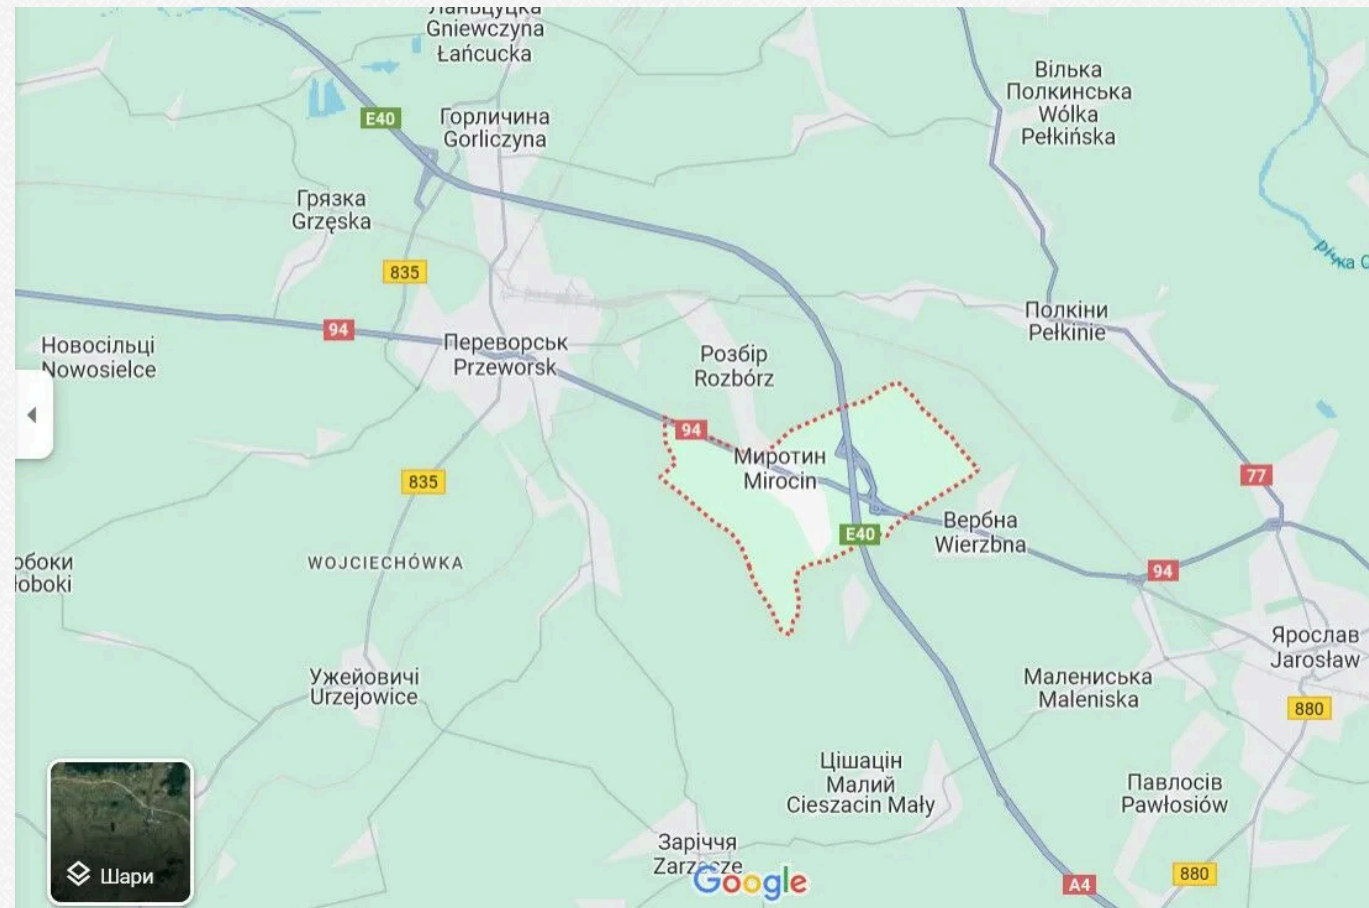 Ланьцуцка
Gniewczyna
Łańcucka
Вілька
Полкинська
Wólka
Pełkińska
E40
Горличина
Gorliczyna
Грязка
Grzęska
835
Полкіни
Pełkinie
94
Новосільці
Nowosielce
Переворськ
Przeworsk
Розбір
Rozbórz
94
Миротин
Mirocin
835
77
E40
Вербна
Wierzbna
WOJCIECHÓWKA
94
Ярослав
Jarosław
Ужейовичі
Urzejowice
Малениська
Maleniska
880
Цішацін
Малий
Cieszacin Mały
Павлосів
Pawłosiów
Заріччя
Zarzecze
Шари
Google
A4
880